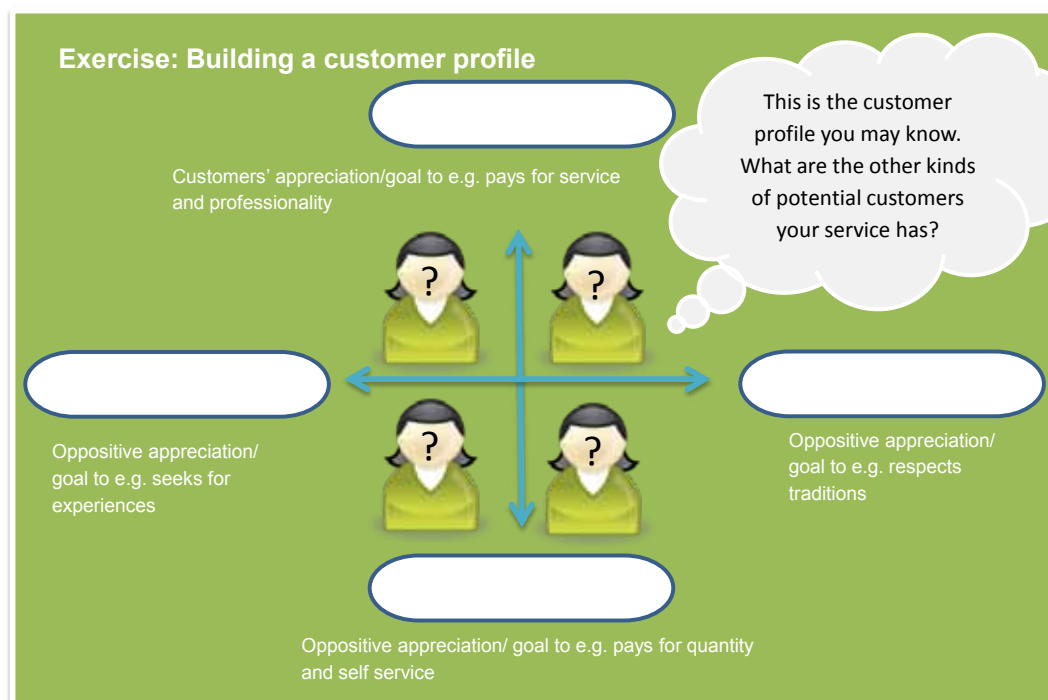 Exercise: Building a customer profile
This is the customer
profile you may know.
What are the other kinds
of potential customers
your service has?
Customers' appreciation/goal to e.g. pays for service
and professionality
?
?
?
?
Oppositive appreciation/
goal to e.g. seeks for
experiences
Oppositive appreciation/
goal to e.g. respects
traditions
Oppositive appreciation/ goal to e.g. pays for quantity
and self service